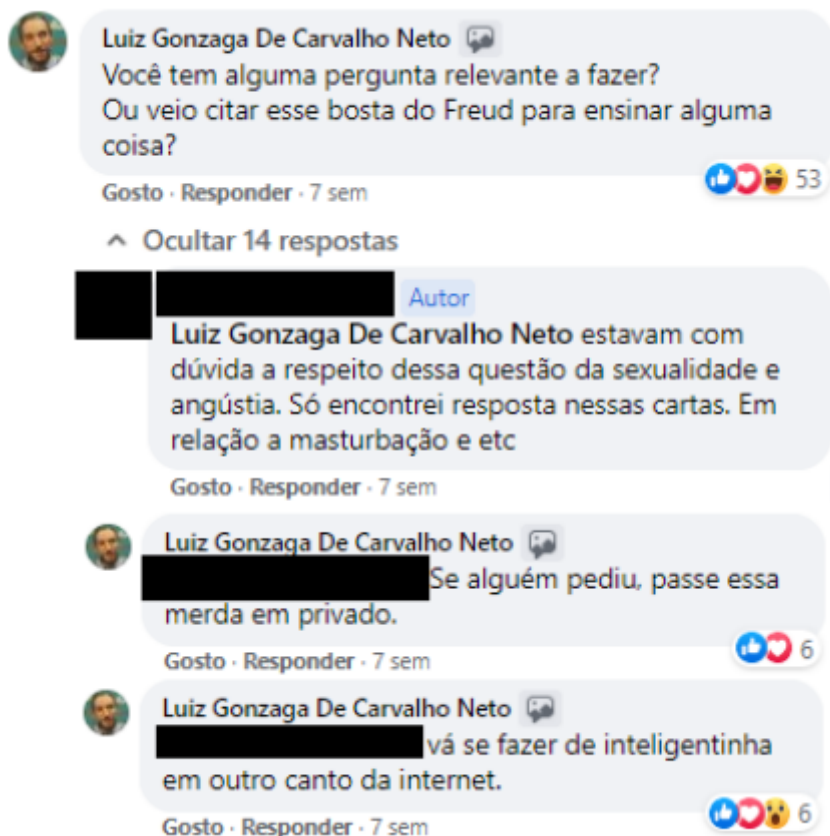 Luiz Gonzaga De Carvalho Neto
Você tem alguma pergunta relevante a fazer?
Ou veio citar esse bosta do Freud para ensinar alguma
coisa?
53
Gosto · Responder · 7 sem
Ocultar 14 respostas
Autor
Luiz Gonzaga De Carvalho Neto estavam com
dúvida a respeito dessa questão da sexualidade e
angústia. Só encontrei resposta nessas cartas. Em
relação a masturbação e etc
Gosto · Responder · 7 sem
Luiz Gonzaga De Carvalho Neto
Se alguém pediu, passe essa
merda em privado.
6
Gosto · Responder · 7 sem
Luiz Gonzaga De Carvalho Neto
vá se fazer de inteligentinha
em outro canto da internet.
6
Gosto · Responder · 7 sem